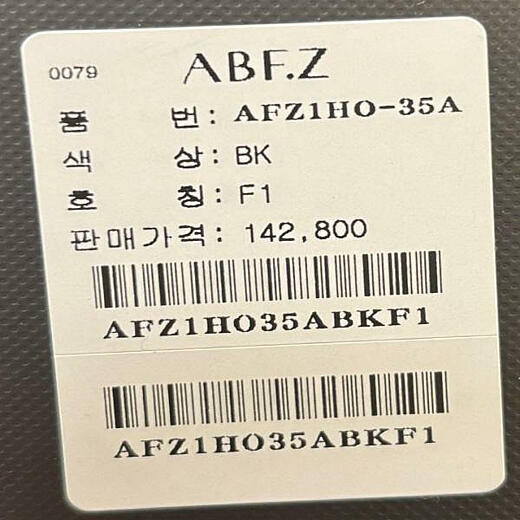 0079 ABF.Z
품 번: AFZ1HO-35A
색 상: BK
호 칭: F1
판매가격: 142,800
AFZ1HO35ABKF1
AFZ1HO35ABKF1